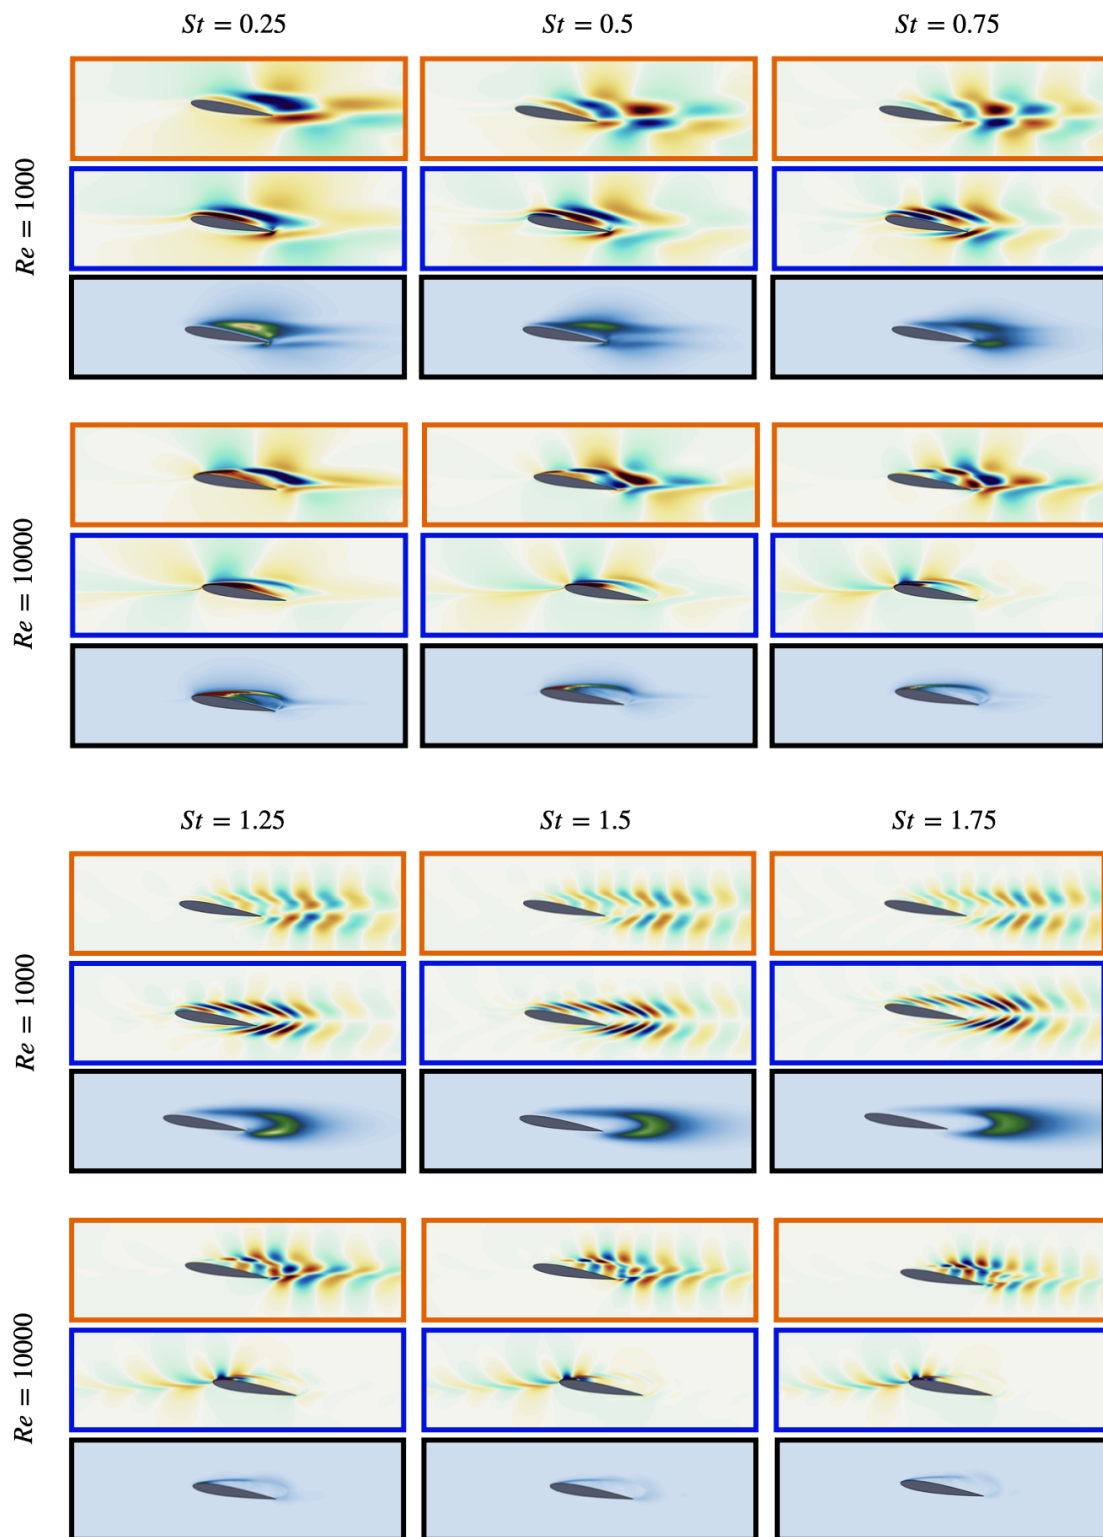 St = 0.25
St = 0.5
St = 0.75
Re = 1000
Re = 10000
St = 1.25
St = 1.5
St = 1.75
Re = 1000
Re = 10000